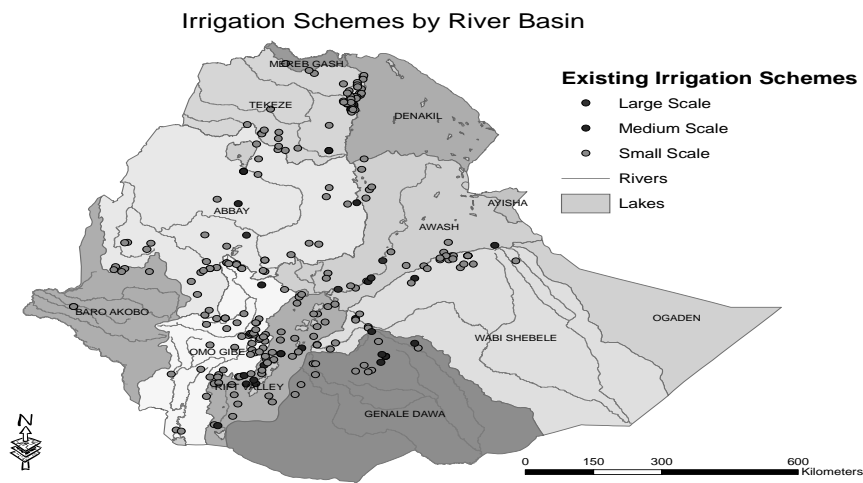 Irrigation Schemes by River Basin
MEREB GASH
TEKEZE
DENAKIL
Existing Irrigation Schemes
Large Scale
Medium Scale
Small Scale
Rivers
Lakes
AYISHA
ABBAY
AWASH
BARO AKOBO
OGADEN
WABI SHEBELE
OMO GIBE
RIFT VALLEY
GENALE DAWA
N
0 150 300 600
Kilometers